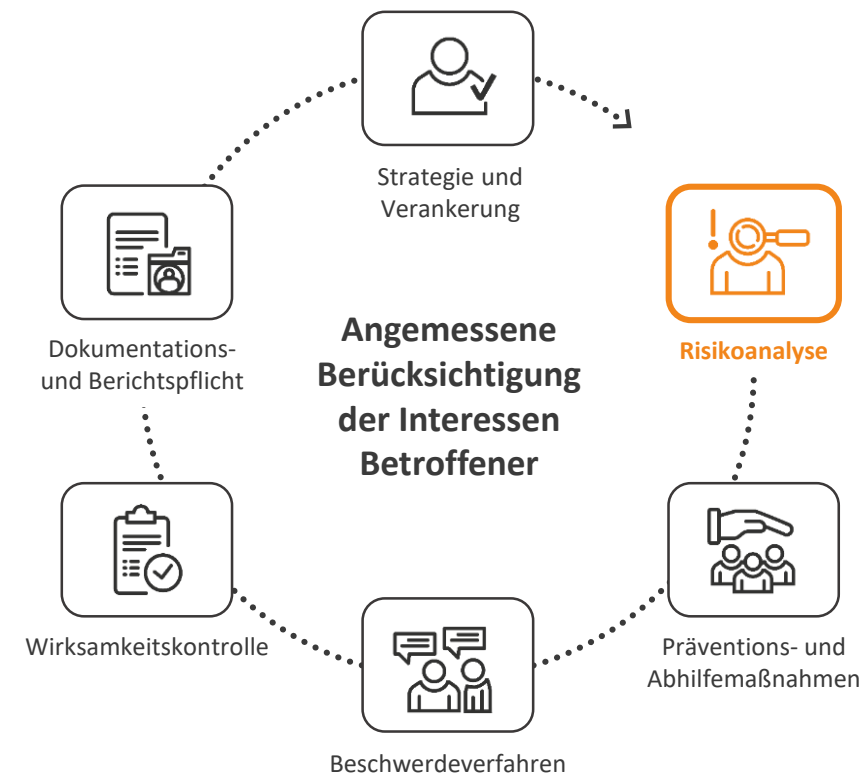 Strategie und
Verankerung
Risikoanalyse
Präventions- und
Abhilfemaßnahmen
Beschwerdeverfahren
Wirksamkeitskontrolle
Dokumentations-
und Berichtspflicht
Angemessene
Berücksichtigung
der Interessen
Betroffener